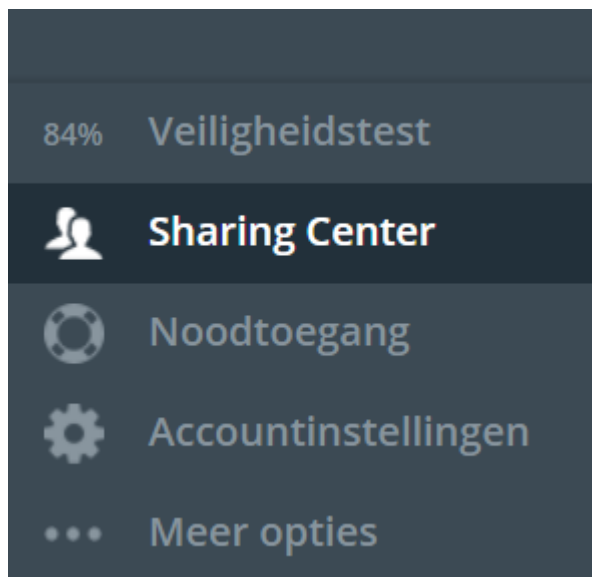 84% Veiligheidstest
Sharing Center
Noodtoegang
Accountinstellingen
Meer opties